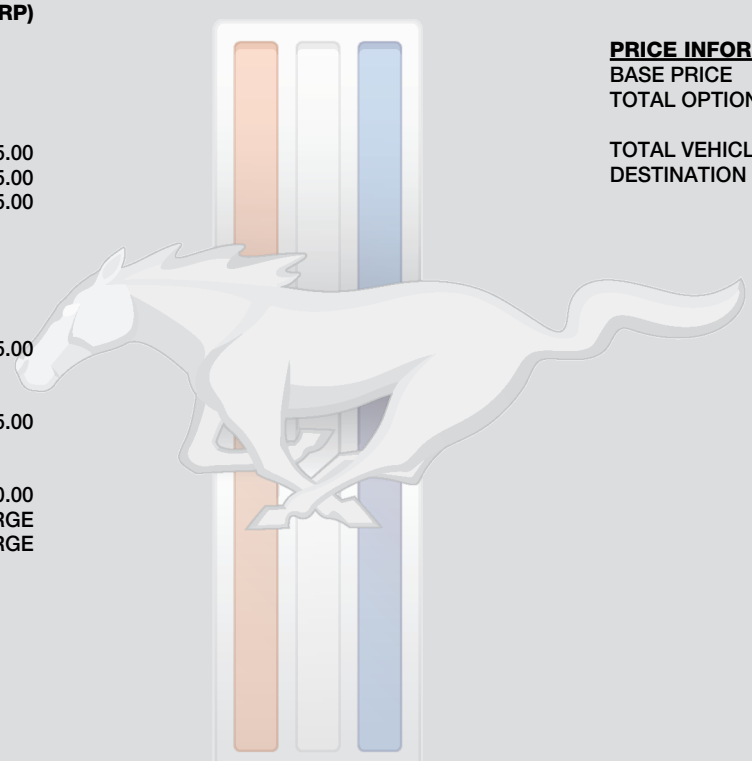 RP)
5.00
5.00
5.00
5.00
5.00
0.00
RGE
RGE
PRICE INFOR
BASE PRICE
TOTAL OPTION
TOTAL VEHICL
DESTINATION